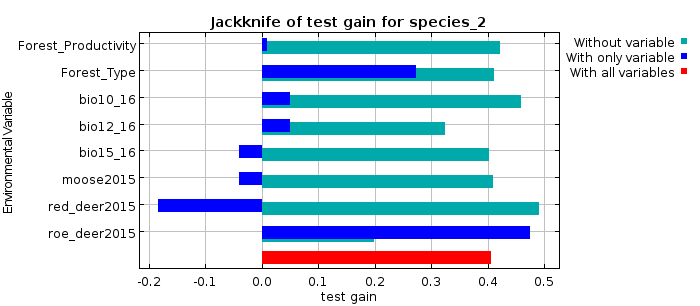 Jackknife of test gain for species_2
Without variable
With only variable
With all variables
Environmental Variable
Forest_Productivity
Forest_Type
bio10_16
bio12_16
bio15_16
moose2015
red_deer2015
roe_deer2015
-0.2 -0.1 0.0 0.1 0.2 0.3 0.4 0.5
test gain